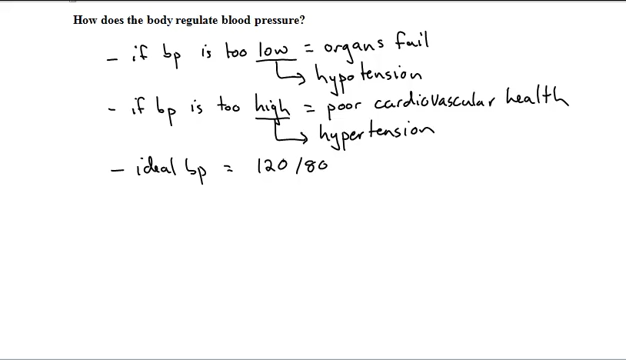 How does the body regulate blood pressure?
- if bp is too low = organs fail
hypotension
- if bp is too high = poor cardiovascular health
hypertension
- ideal bp = 120/80